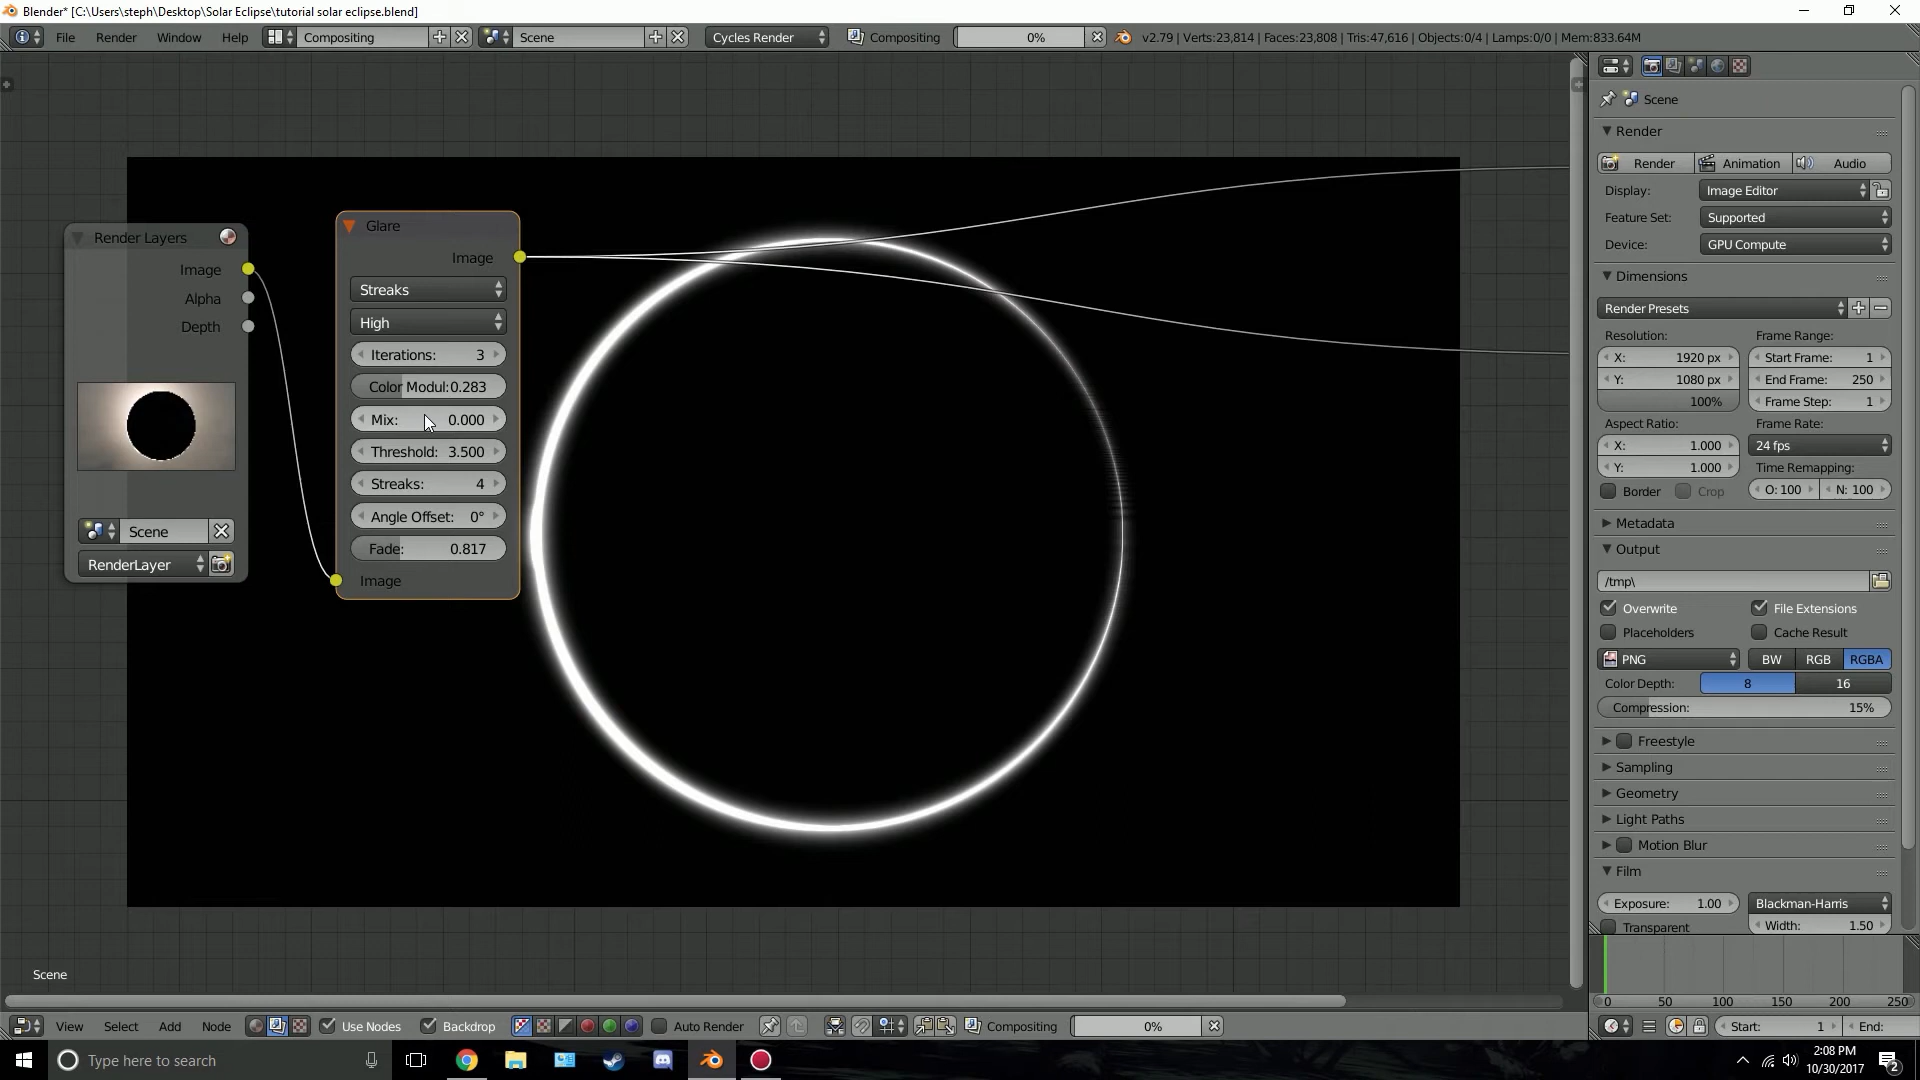 Blender* [C:\Users\steph\Desktop\Solar Eclipse\tutorial solar eclipse.blend]
File Render Window Help Compositing Scene Cycles Render Compositing 0% v2.79 | Verts:23,814 | Faces:23,808 | Tris:47,616 | Objects:0/4 | Lamps:0/0 | Mem:833.64M
Render Layers
Image
Alpha
Depth
Scene
RenderLayer
Glare
Image
Streaks
High
Iterations: 3
Color Modul:0.283
Mix: 0.000
Threshold: 3.500
Streaks: 4
Angle Offset: 0°
Fade: 0.817
Image
Scene
Scene
Render
Render Animation Audio
Display: Image Editor
Feature Set: Supported
Device: GPU Compute
Dimensions
Render Presets
Resolution: Frame Range:
X: 1920 px Start Frame: 1
Y: 1080 px End Frame: 250
100% Frame Step: 1
Aspect Ratio: Frame Rate:
X: 1.000 24 fps
Y: 1.000 Time Remapping:
Border Crop O: 100 N: 100
Metadata
Output
/tmp\
Overwrite File Extensions
Placeholders Cache Result
PNG BW RGB RGBA
Color Depth: 8 16
Compression: 15%
Freestyle
Sampling
Geometry
Light Paths
Motion Blur
Film
Exposure: 1.00 Blackman-Harris
Transparent Width: 1.50
0 50 100 150 200 250
View Select Add Node Use Nodes Backdrop Auto Render Compositing 0% Start: 1 End:
Type here to search
2:08 PM
10/30/2017
2